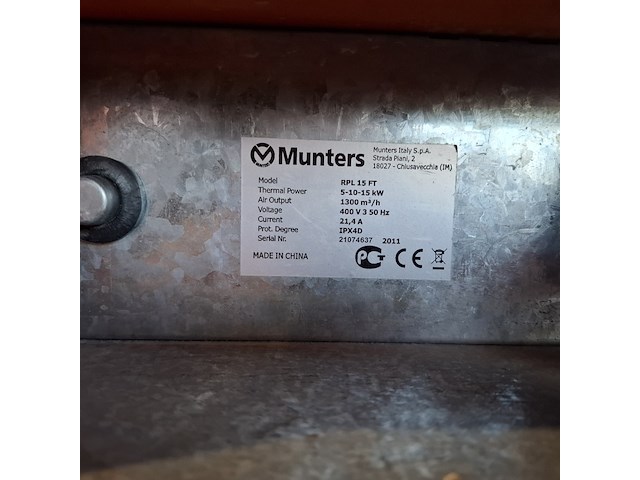 Munters
Munters Italy S.p.A.
Strada Piani, 2
18027 - Chiusavecchia (IM)
Model RPL 15 FT
Thermal Power 5-10-15 kW
Air Output 1300 m³/h
Voltage 400 V 3 50 Hz
Current 21,4 A
Prot. Degree IPX4D
Serial Nr. 21074637 2011
MADE IN CHINA
CE